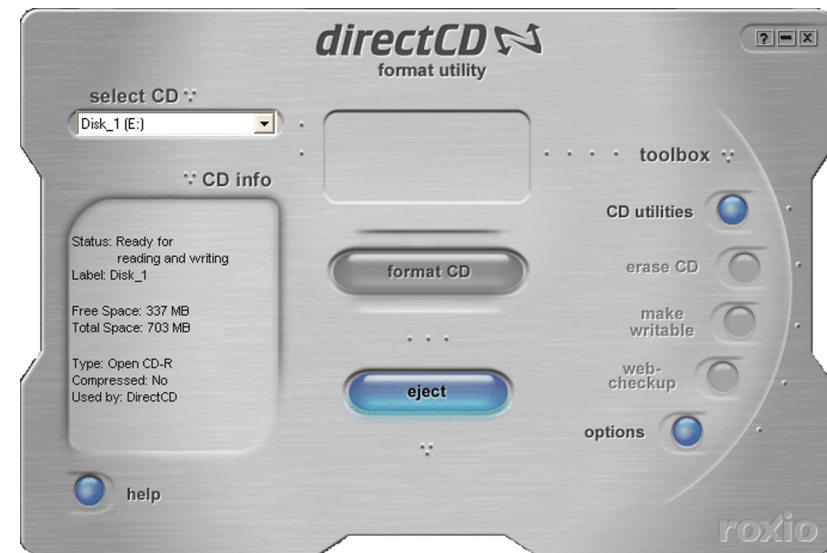 directCD
format utility
select CD
Disk_1 (E:)
CD info
Status: Ready for
reading and writing
Label: Disk_1
Free Space: 337 MB
Total Space: 703 MB
Type: Open CD-R
Compressed: No
Used by: DirectCD
help
format CD
eject
?
toolbox
CD utilities
erase CD
make
writable
web-
checkup
options
roxio